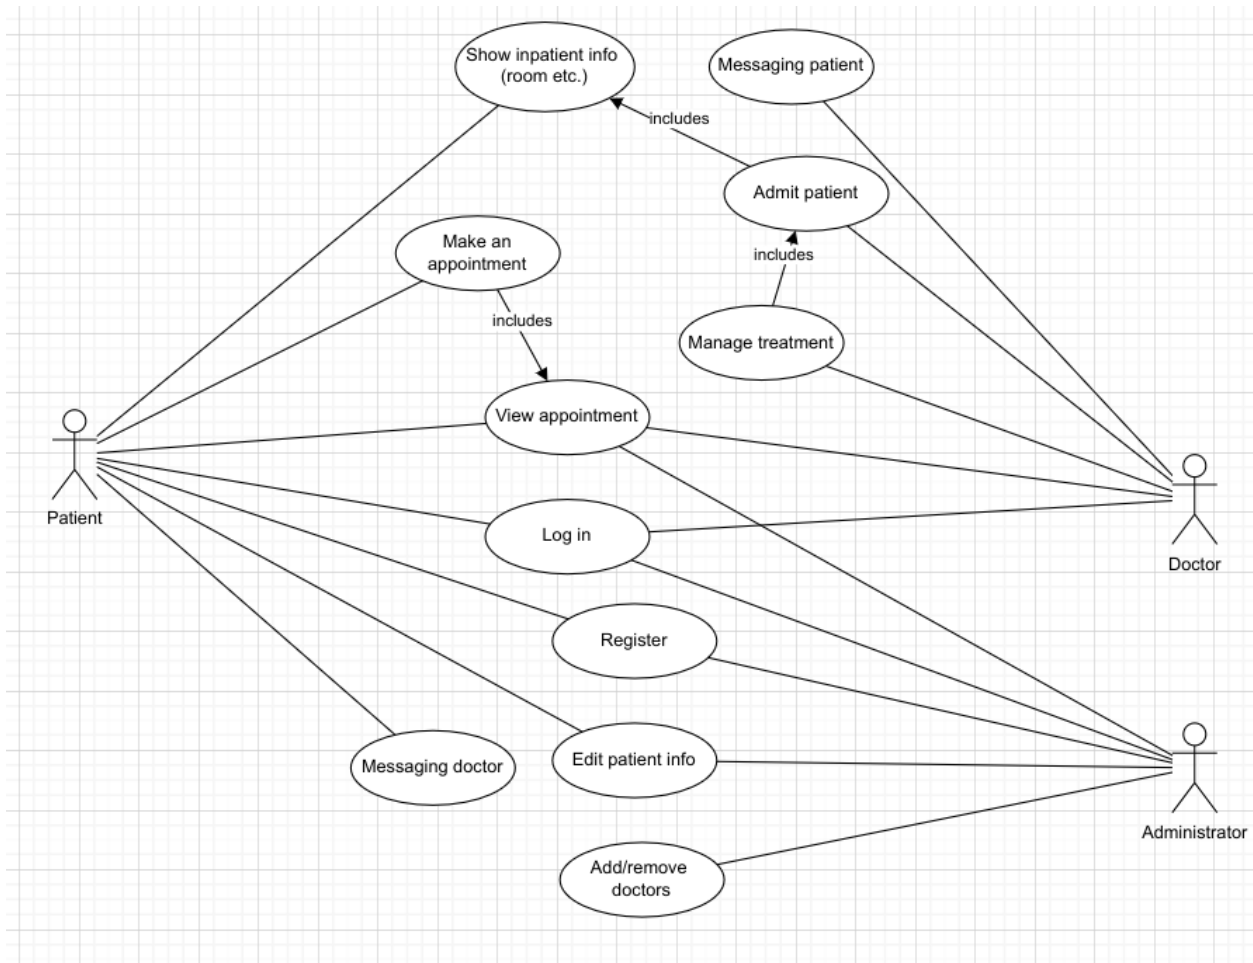 Show inpatient info
(room etc.)
Messaging patient
includes
Admit patient
Make an
appointment
includes
includes
Manage treatment
View appointment
Patient
Log in
Doctor
Register
Messaging doctor
Edit patient info
Administrator
Add/remove
doctors